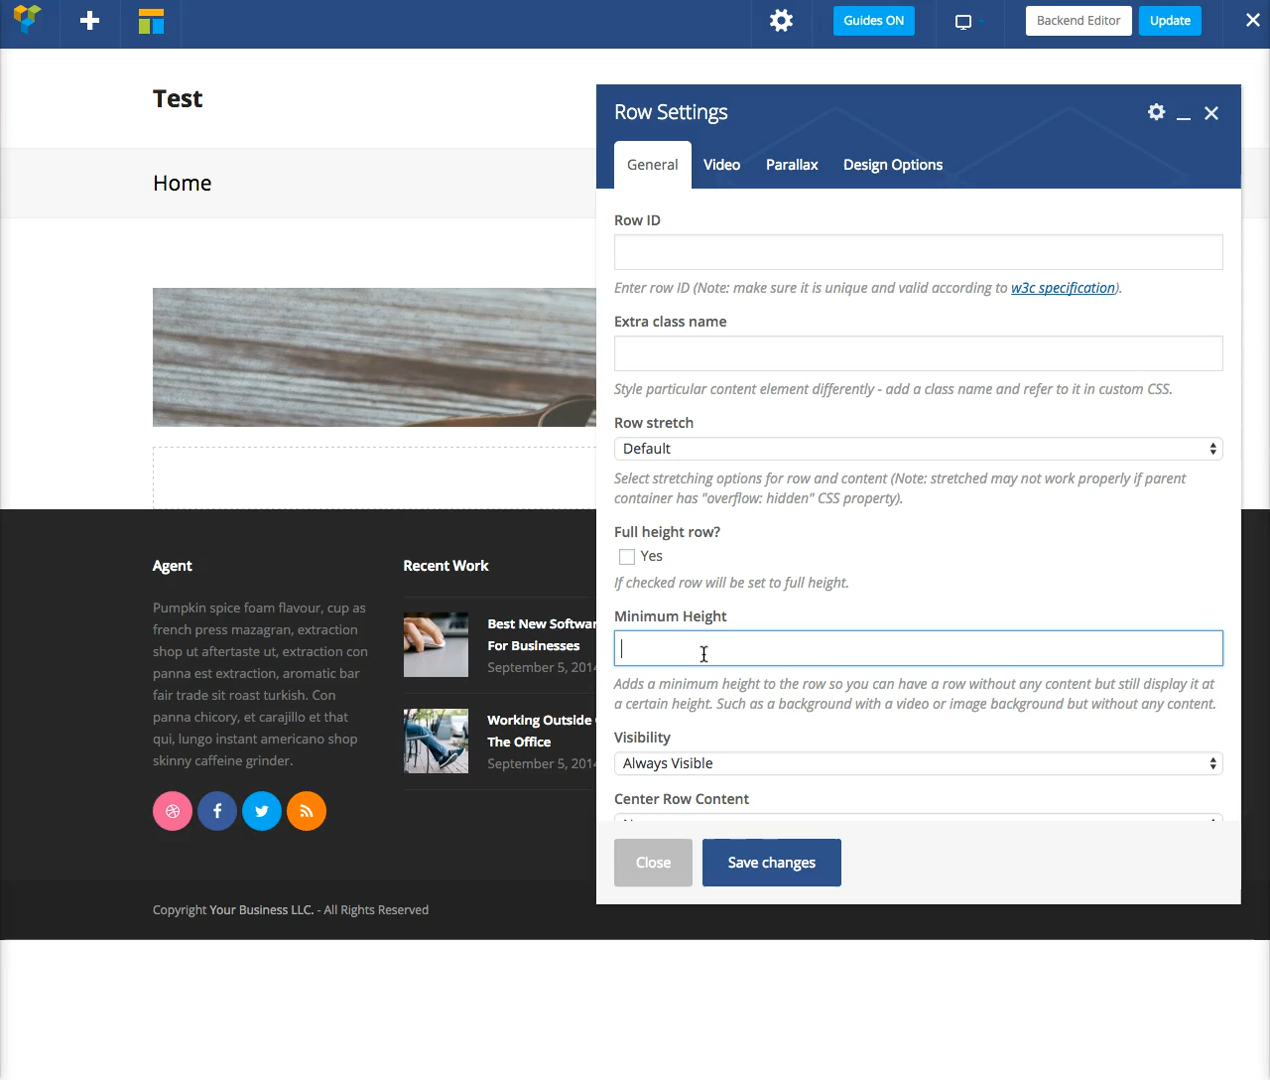 Guides ON
Backend Editor
Update
Test
Home
Row Settings
General
Video
Parallax
Design Options
Row ID
Enter row ID (Note: make sure it is unique and valid according to w3c specification).
Extra class name
Style particular content element differently - add a class name and refer to it in custom CSS.
Row stretch
Default
Select stretching options for row and content (Note: stretched may not work properly if parent
container has "overflow: hidden" CSS property).
Full height row?
Yes
If checked row will be set to full height.
Minimum Height
Adds a minimum height to the row so you can have a row without any content but still display it at
a certain height. Such as a background with a video or image background but without any content.
Visibility
Always Visible
Center Row Content
Close
Save changes
Agent
Pumpkin spice foam flavour, cup as
french press mazagran, extraction
shop ut aftertaste ut, extraction con
panna est extraction, aromatic bar
fair trade sit roast turkish. Con
panna chicory, et carajillo et that
qui, lungo instant americano shop
skinny caffeine grinder.
Recent Work
Best New Softwar
For Businesses
September 5, 2014
Working Outside
The Office
September 5, 2014
Copyright Your Business LLC. - All Rights Reserved